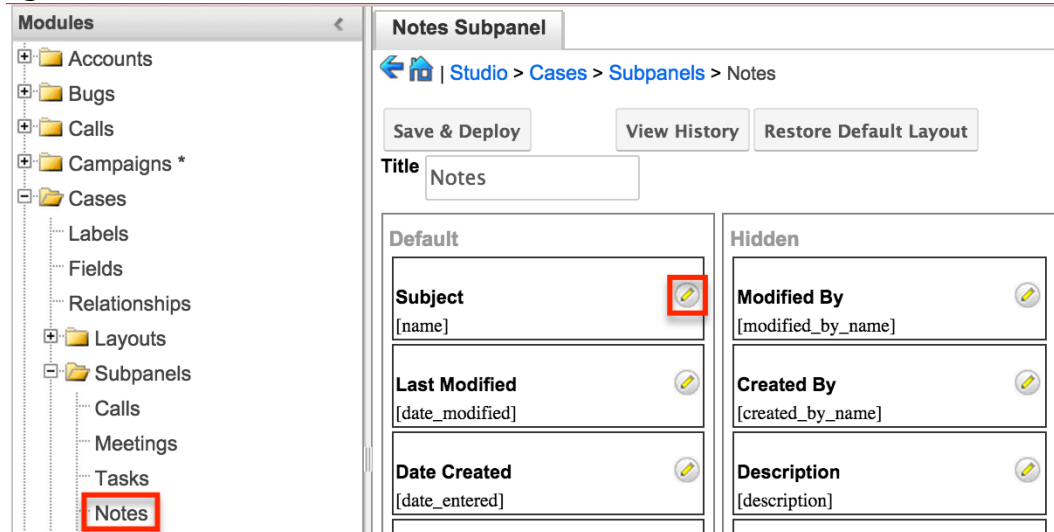 Modules
Accounts
Bugs
Calls
Campaigns *
Cases
Labels
Fields
Relationships
Layouts
Subpanels
Calls
Meetings
Tasks
Notes
Notes Subpanel
| Studio > Cases > Subpanels > Notes
Save & Deploy
View History
Restore Default Layout
Title
Notes
Default
Subject
[name]
Last Modified
[date_modified]
Date Created
[date_entered]
Hidden
Modified By
[modified_by_name]
Created By
[created_by_name]
Description
[description]